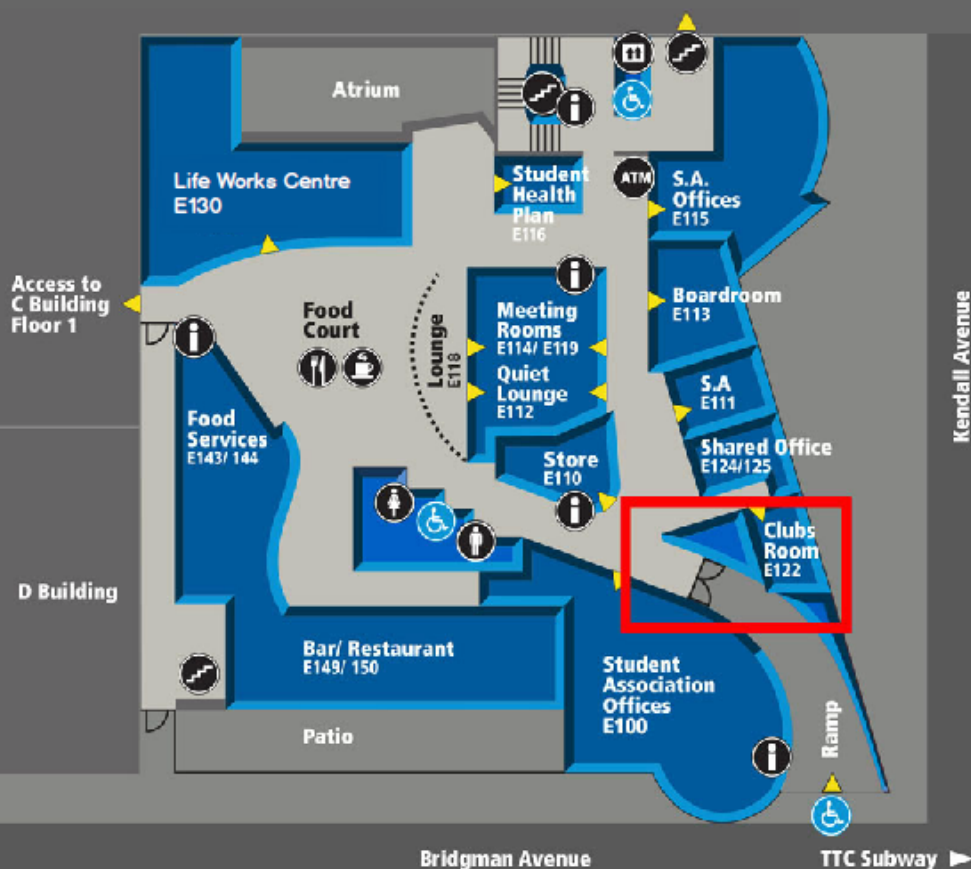 Atrium
Life Works Centre
E130
Student
Health
Plan
E116
ATM
S.A.
Offices
E115
Access to
C Building
Floor 1
Food
Court
Lounge
E118
Meeting
Rooms
E114/ E119
Quiet
Lounge
E112
Boardroom
E113
S.A
E111
Shared Office
E124/125
Kendall Avenue
Food
Services
E143/ 144
Store
E110
Clubs
Room
E122
D Building
Bar/ Restaurant
E149/ 150
Student
Association
Offices
E100
Patio
Ramp
Bridgman Avenue
TTC Subway